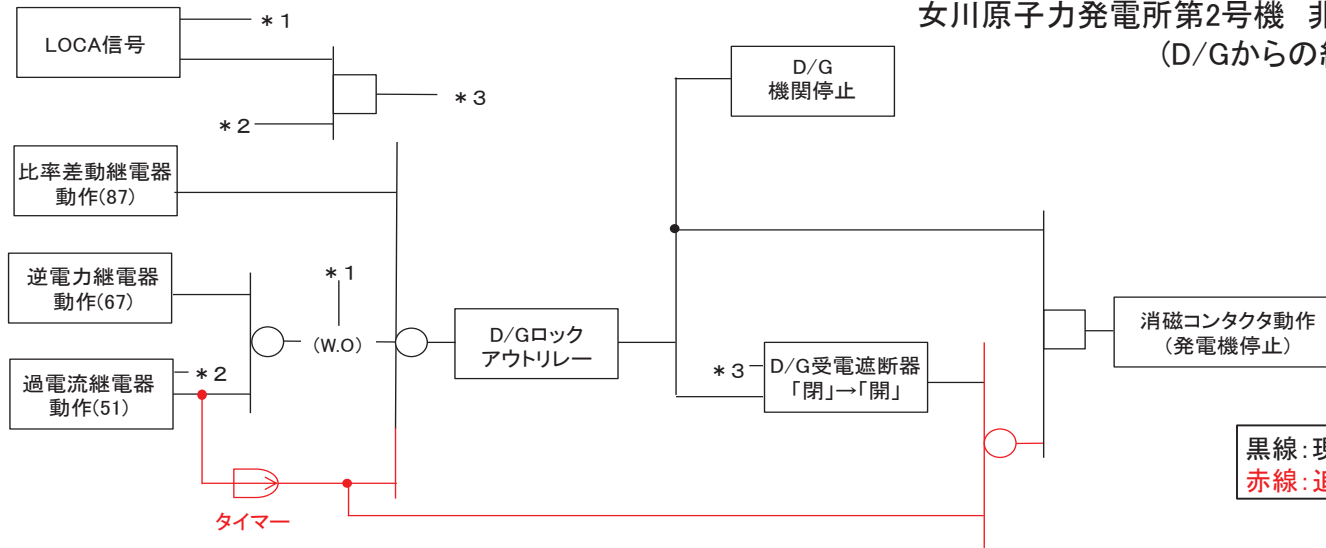 女川原子力発電所第2号機 非
(D/Gからの
LOCA信号
*1
*2
*3
D/G
機関停止
比率差動継電器
動作(87)
逆電力継電器
動作(67)
*1
(W.O)
過電流継電器
動作(51)
*2
D/Gロック
アウトリレー
*3
D/G受電遮断器
「閉」→「開」
消磁コンタクタ動作
(発電機停止)
タイマー
黒線:現
赤線:追